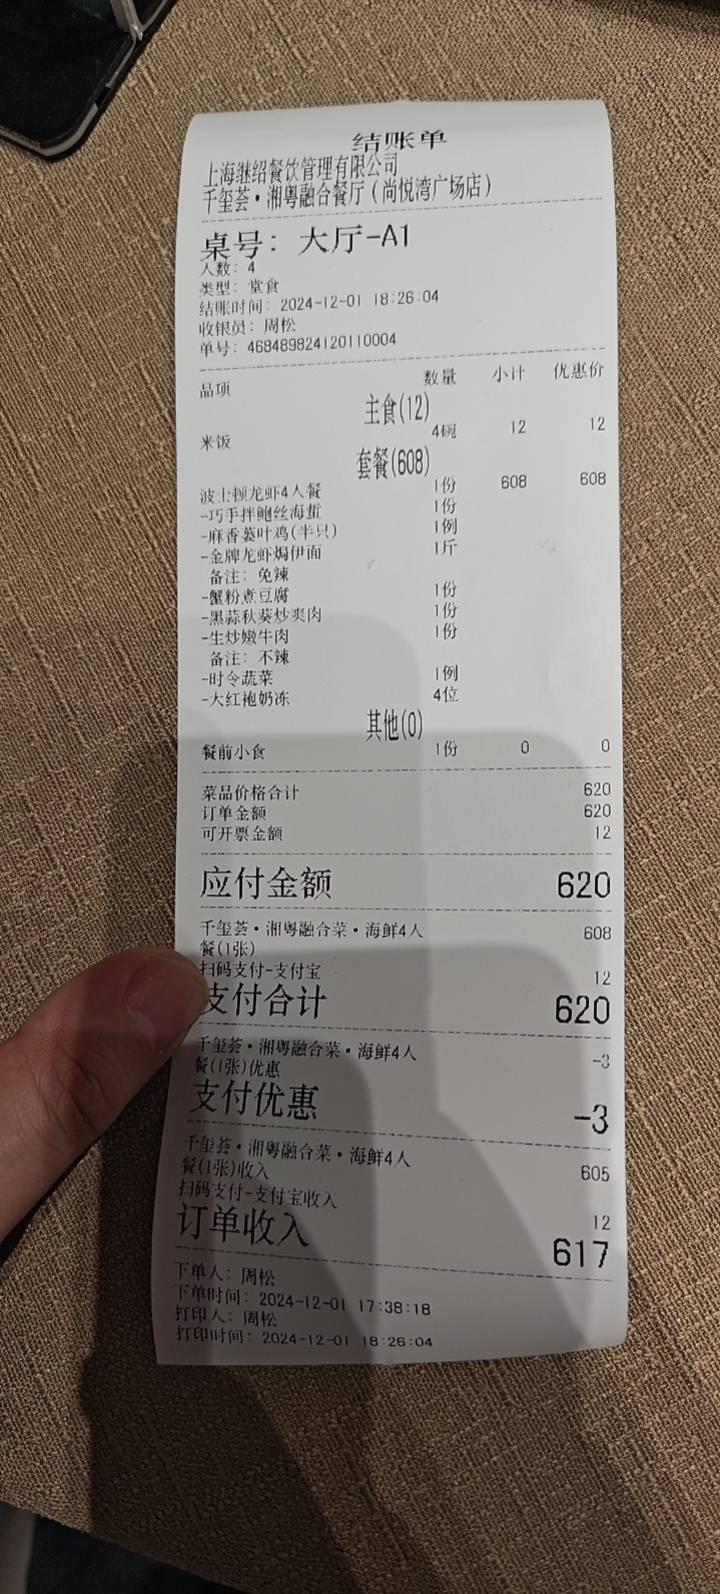 结账单
上海继绍餐饮管理有限公司
千玺荟·湘粤融合餐厅(尚悦湾广场店)
桌号: 大厅-A1
人数: 4
类型: 堂食
结账时间: 2024-12-01 18:26:04
收银员: 周松
单号: 468489824120110004
品项 数量 小计 优惠价
主食(12)
米饭 4碗 12 12
套餐(608)
波士顿龙虾4人餐 1份 608 608
-巧手拌鲍丝海蜇 1份
-麻香蒌叶鸡(半只) 1例
-金牌龙虾焗伊面 1斤
备注: 免辣
-蟹粉煮豆腐 1份
-黑蒜秋葵炒爽肉 1份
-生炒嫩牛肉 1份
备注: 不辣
-时令蔬菜 1例
-大红袍奶冻 4位
其他(0)
餐前小食 1份 0 0
菜品价格合计 620
订单金额 620
可开票金额 12
应付金额 620
千玺荟·湘粤融合菜·海鲜4人 608
餐(1张)
扫码支付-支付宝 12
支付合计 620
千玺荟·湘粤融合菜·海鲜4人 -3
餐(1张)优惠
支付优惠 -3
千玺荟·湘粤融合菜·海鲜4人 605
餐(1张)收入
扫码支付-支付宝收入 12
订单收入 617
下单人: 周松
下单时间: 2024-12-01 17:38:18
打印人: 周松
打印时间: 2024-12-01 18:26:04